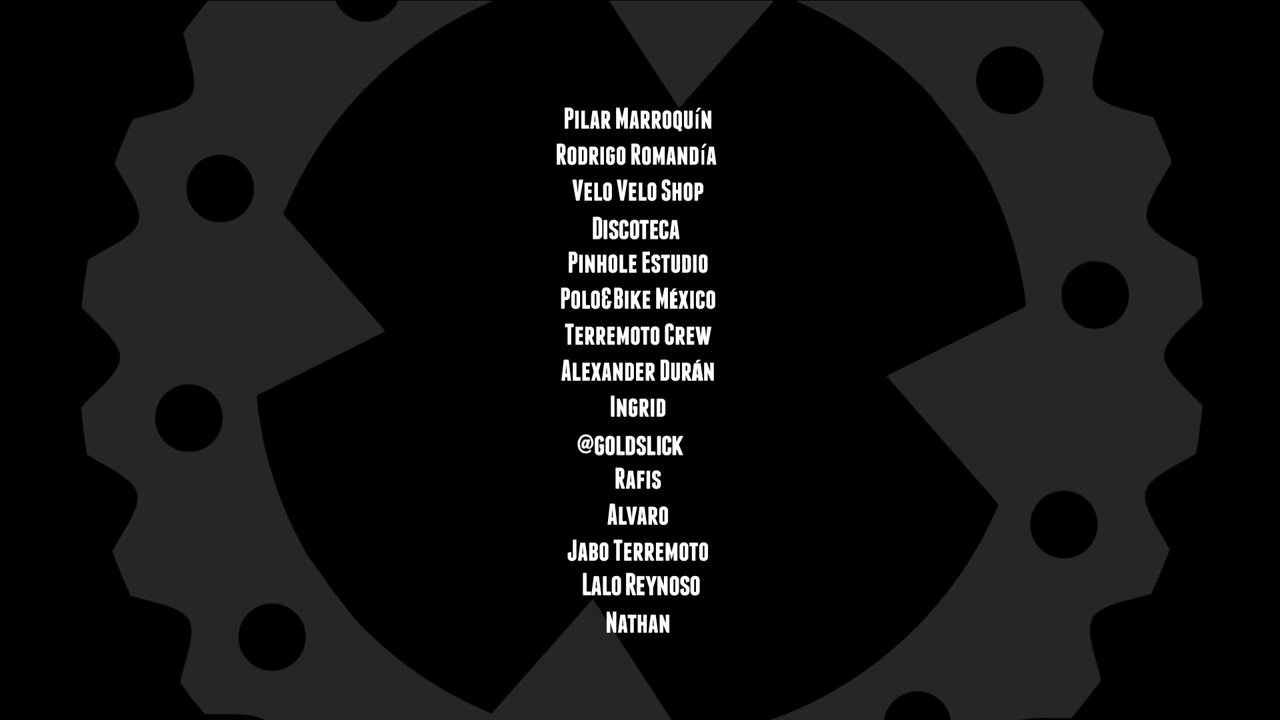 Pilar Marroquín
Rodrigo Romandía
Velo Velo Shop
Discoteca
Pinhole Estudio
Polo&Bike México
Terremoto Crew
Alexander Durán
Ingrid
@goldslick
Rafis
Alvaro
Jabo Terremoto
Lalo Reynoso
Nathan